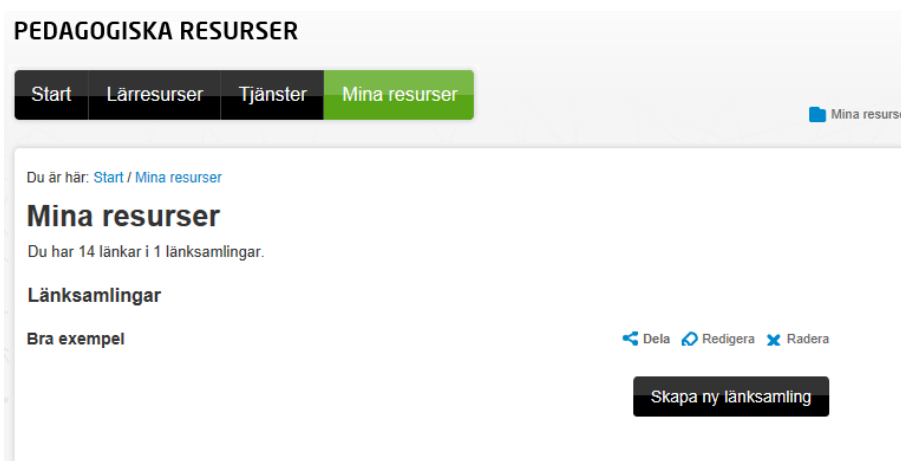 PEDAGOGISKA RESURSER
Start Lärresurser Tjänster Mina resurser
Mina
Du är här: Start / Mina resurser
Mina resurser
Du har 14 länkar i 1 länksamlingar.
Länksamlingar
Bra exempel Dela Redigera Radera
Skapa ny länksamling